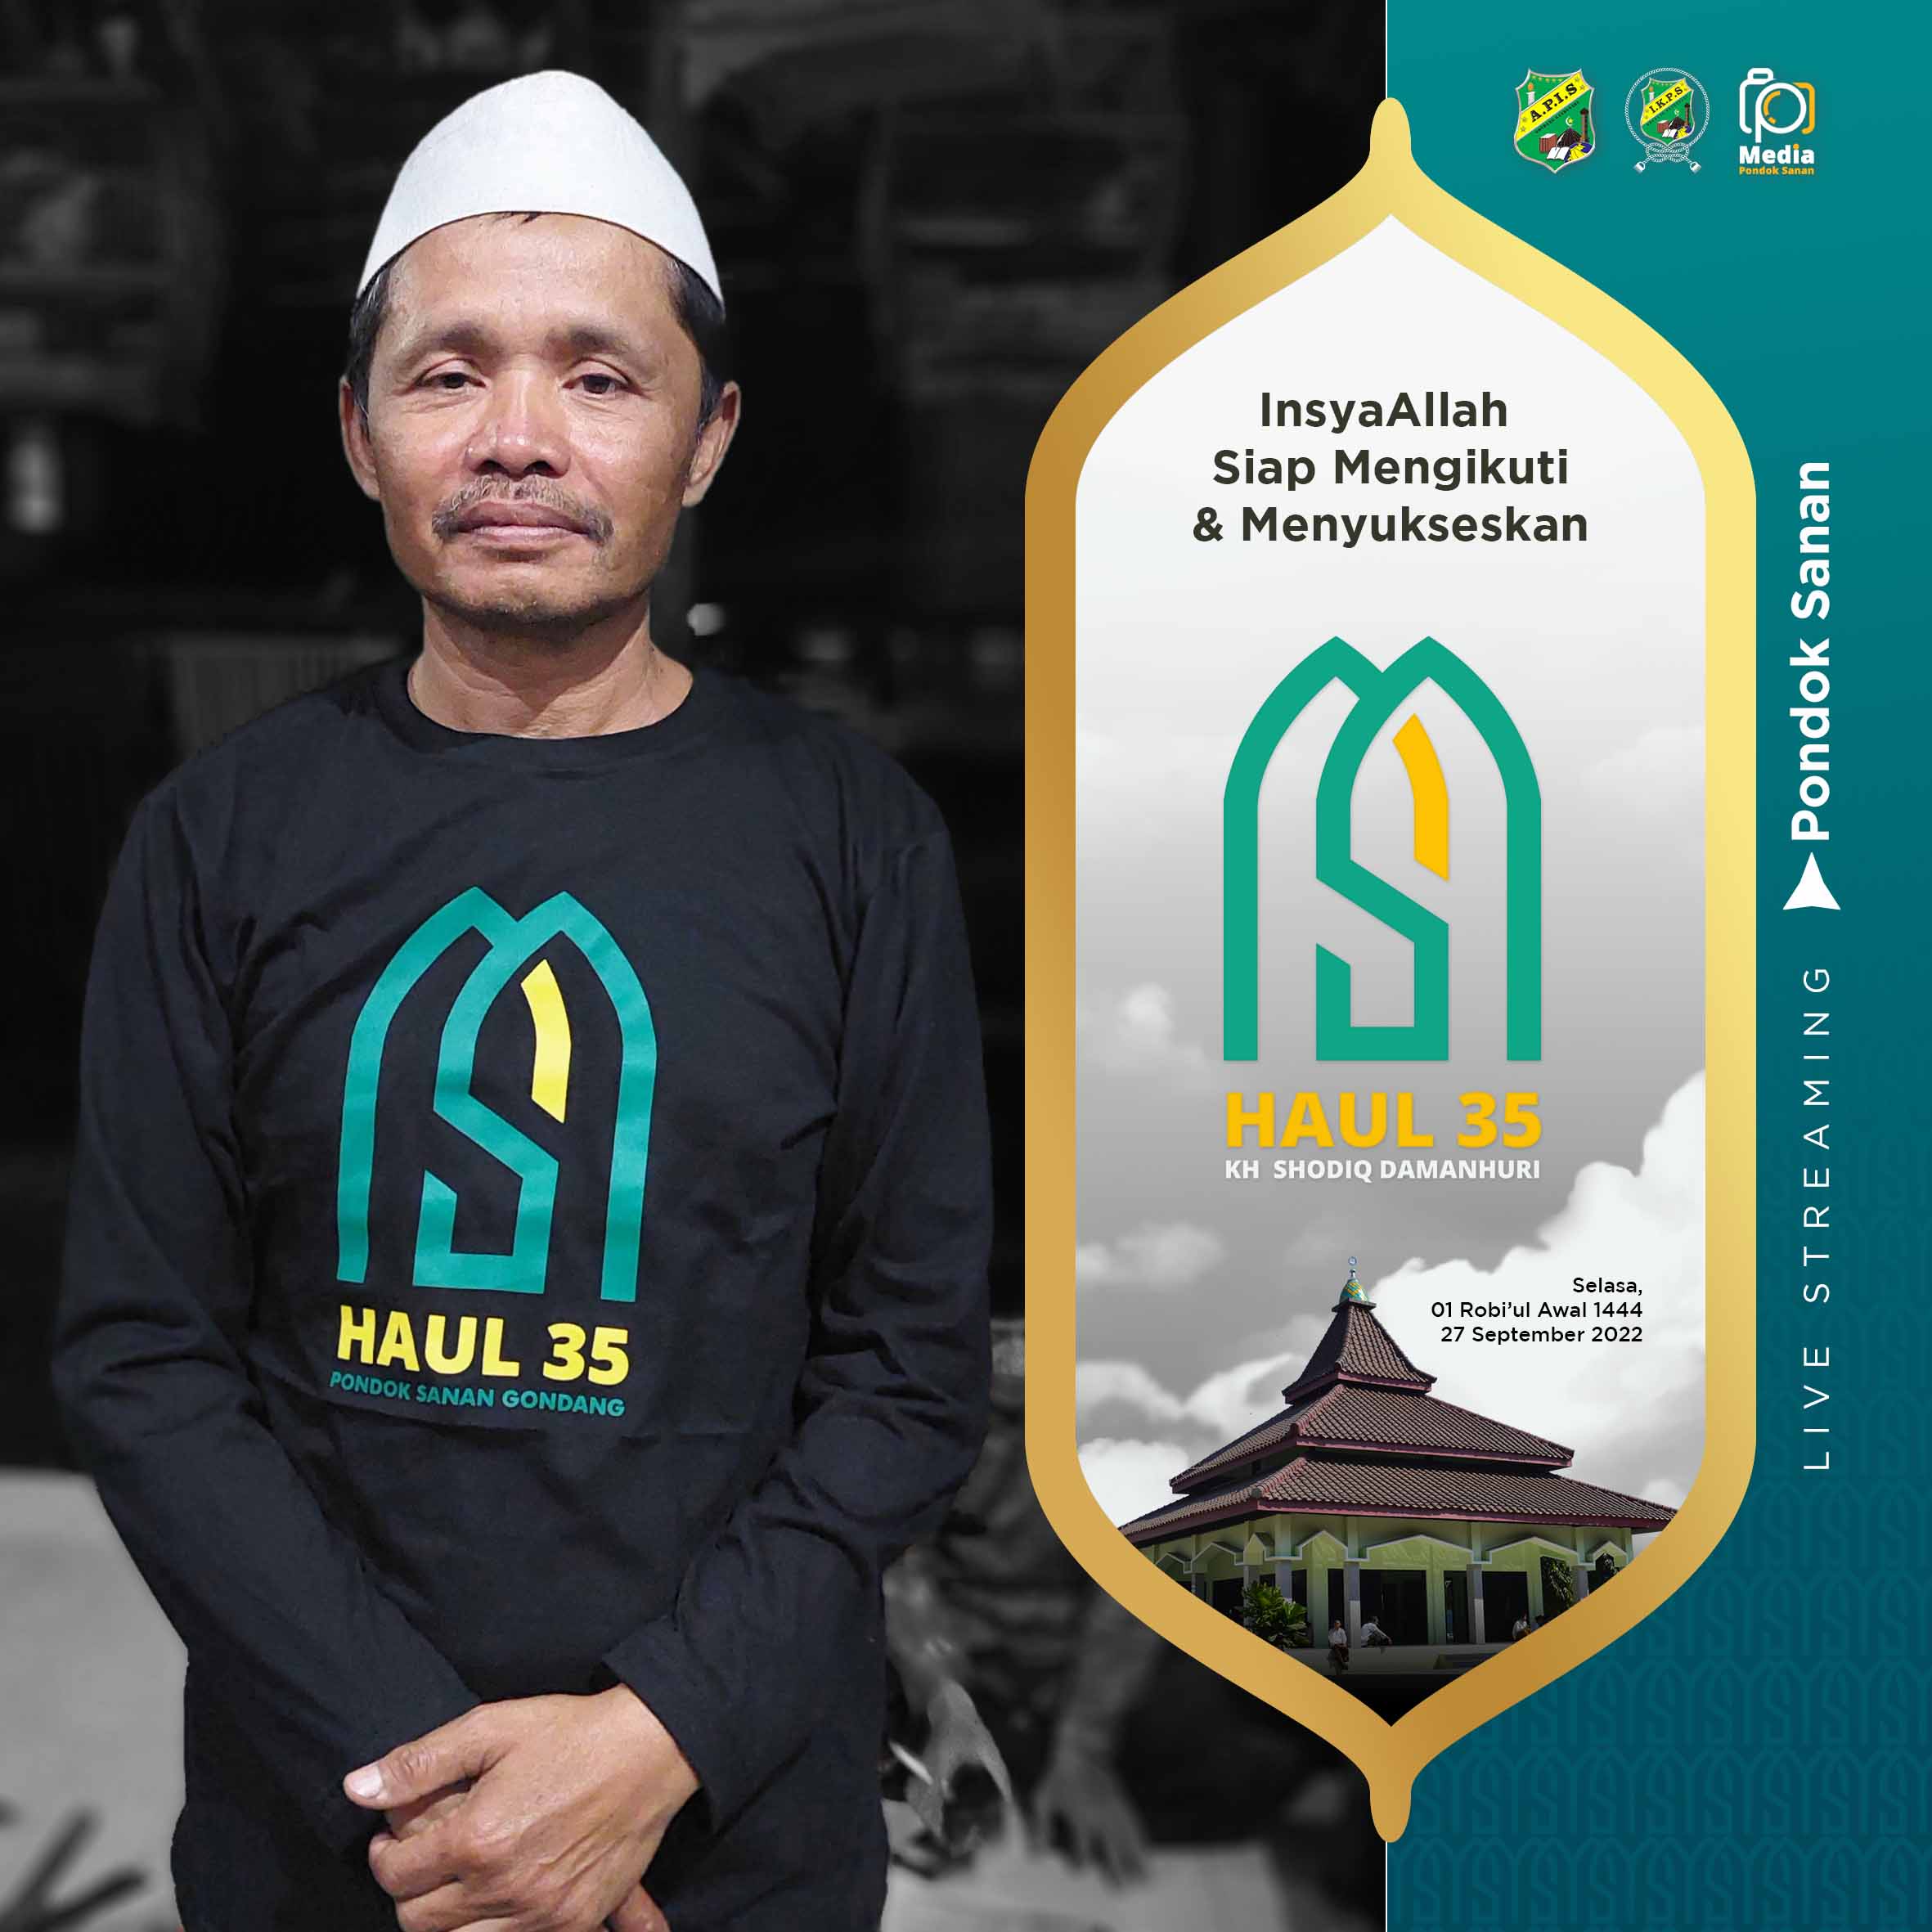 A.P.I.S
I.K.P.S.
Media
Pondok Sanan
InsyaAllah
Siap Mengikuti
& Menyukseskan
HAUL 35
KH SHODIQ DAMANHURI
Selasa,
01 Robi'ul Awal 1444
27 September 2022
LIVE STREAMING Pondok Sanan
HAUL 35
PONDOK SANAN GONDANG